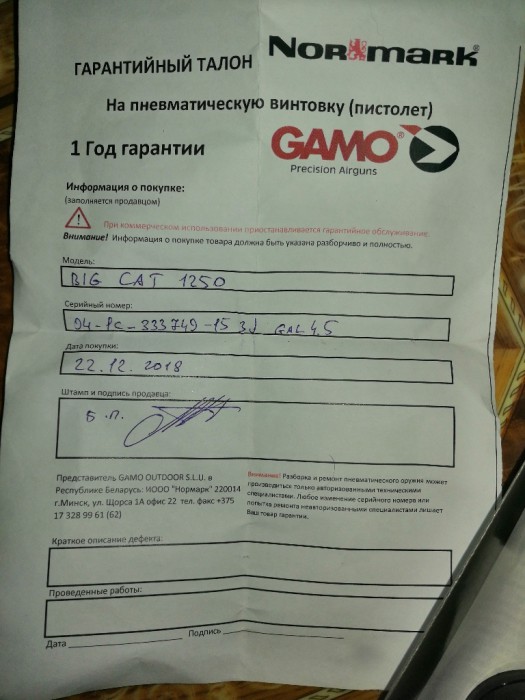 NORMARK
ГАРАНТИЙНЫЙ ТАЛОН
На пневматическую винтовку (пистолет)
1 Год гарантии
GAMO®
Precision Airguns
Информация о покупке:
(заполняется продавцом)
При коммерческом использовании приостанавливается гарантийное обслуживание.
Внимание! Информация о покупке товара должна быть указана разборчиво и полностью.
Модель:
BIG CAT 1250
Серийный номер:
04-1C-333749-15 3J GAL 4,5
Дата покупки:
22.12.2018
Штамп и подпись продавца:
Б.П.
Представитель GAMO OUTDOOR S.L.U. в
Республике Беларусь: ИООО "Нормарк" 220014
г.Минск, ул. Щорса 1А офис 22 тел. факс +375
17 328 99 61 (62)
Внимание! Разборка и ремонт пневматического оружия может
производиться только авторизованными техническими
специалистами. Любое изменение серийного номера или
попытка ремонта неавторизованными специалистами лишает
Ваш товар гарантии.
Краткое описание дефекта:
Проведенные работы:
Дата
Подпись